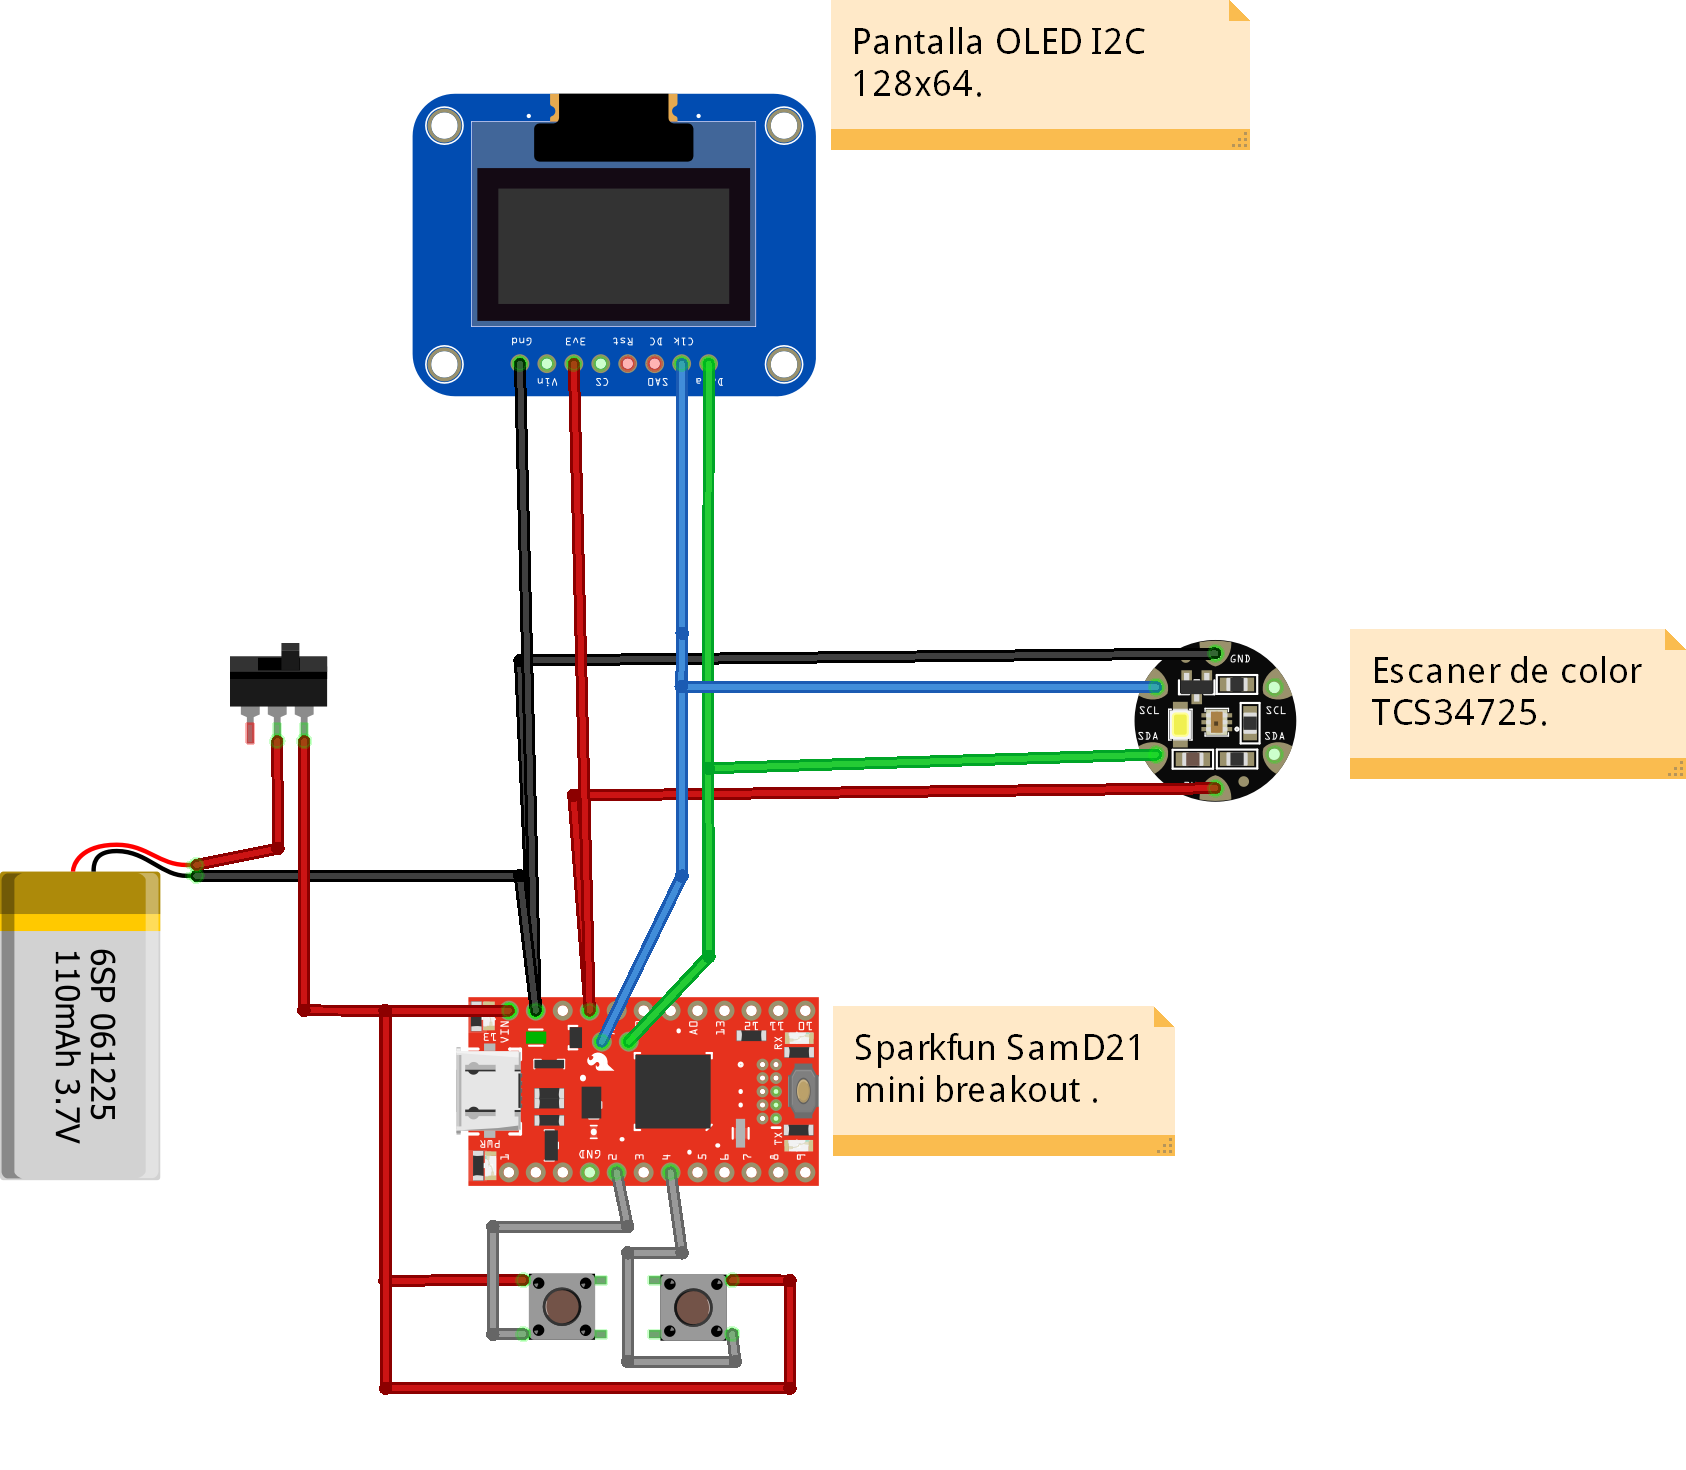 Pantalla OLED I2C
128x64.
Gnd
3v3
Rst
DC
Clk
Vin
CS
SA0
GND
SCL
SCL
SDA
SDA
Escaner de color
TCS34725.
6SP 061225
110mAh 3.7V
VIN
A0
13
12
11
10
13
RX
Sparkfun SamD21
mini breakout .
PWR
TX
1
GND
2
3
4
5
6
7
8
9